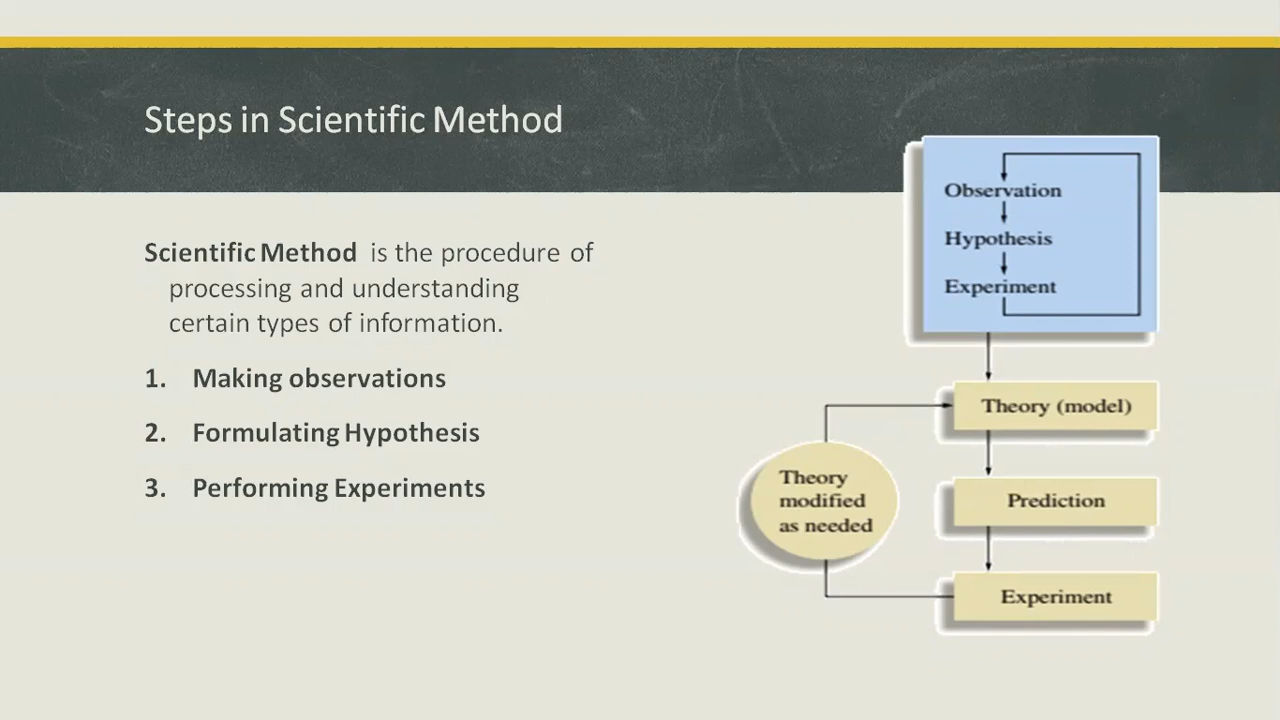 Steps in Scientific Method
Scientific Method is the procedure of
processing and understanding
certain types of information.
1. Making observations
2. Formulating Hypothesis
3. Performing Experiments
Observation
Hypothesis
Experiment
Theory (model)
Theory
modified
as needed
Prediction
Experiment